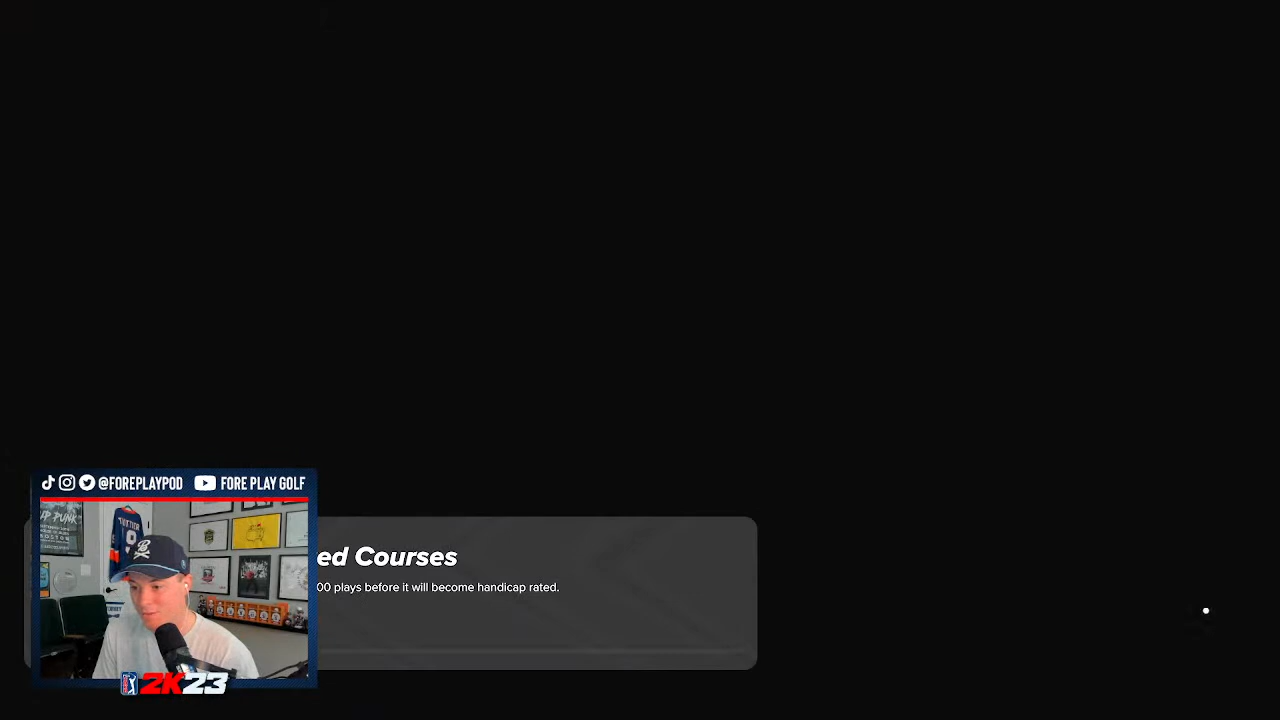 @FOREPLAYPOD FORE PLAY GOLF
ed Courses
00 plays before it will become handicap rated.
2K23